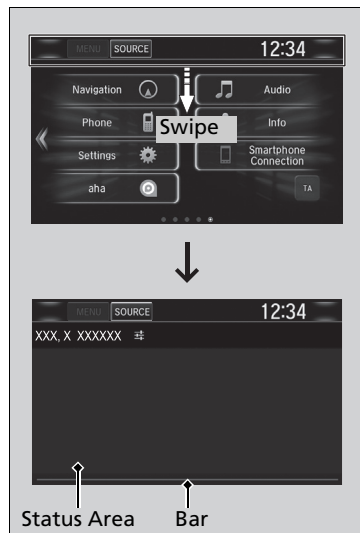 MENU SOURCE 12:34
Navigation Audio
Phone Info
Swipe
Settings Smartphone
Connection
aha TA
MENU SOURCE 12:34
XXX, X XXXXXX
Status Area Bar